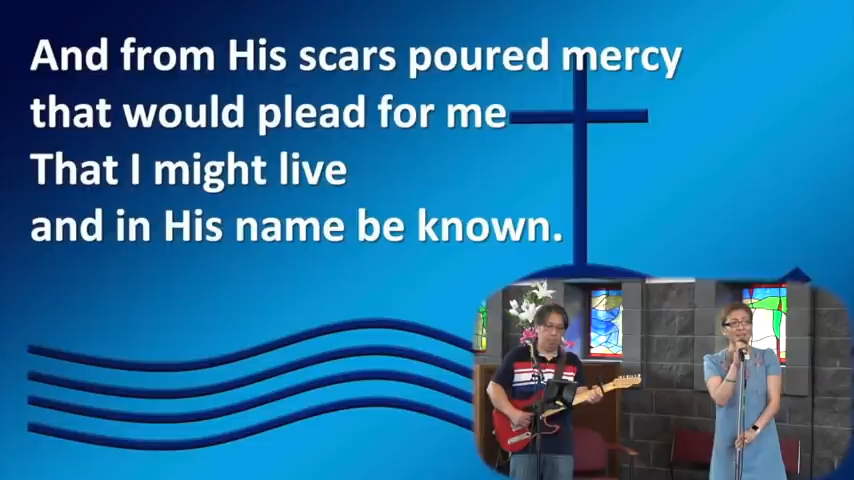 And from His scars poured mercy
that would plead for me
That I might live
and in His name be known.